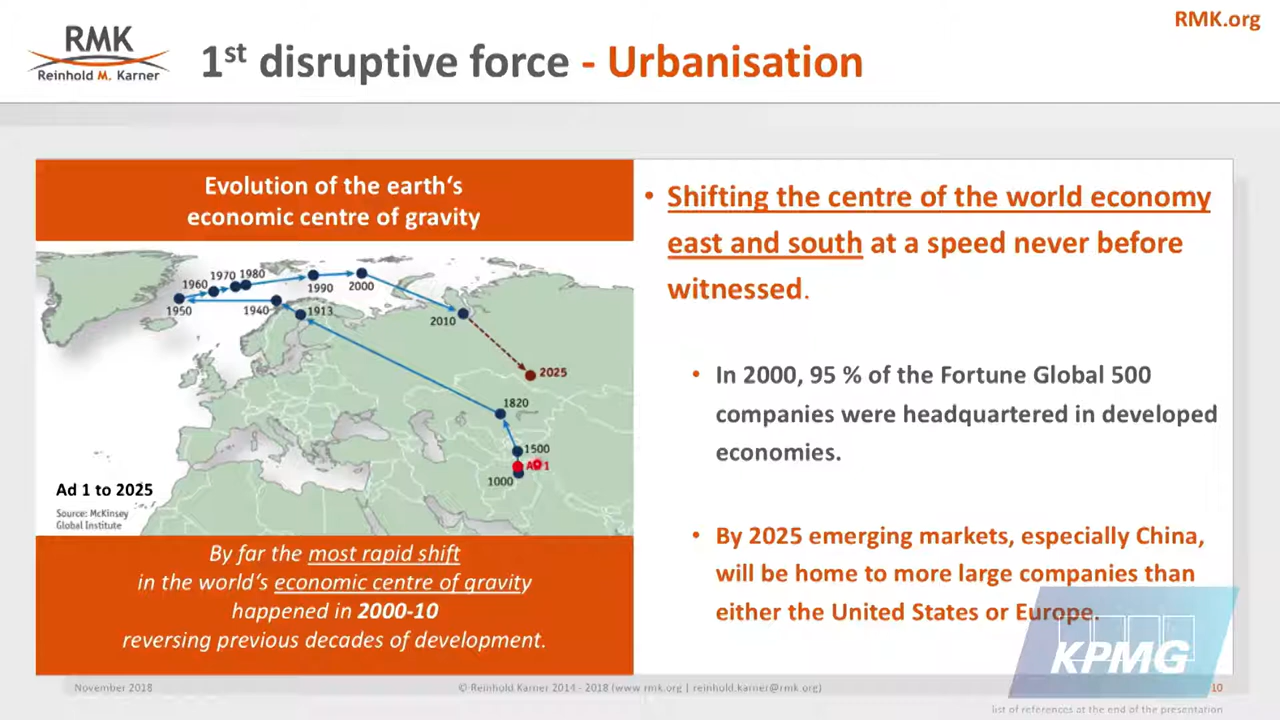 RMK.org
RMK
Reinhold M. Karner
1st disruptive force - Urbanisation
Evolution of the earth‘s
economic centre of gravity
1960
1970
1980
1950
1940
1913
1990
2000
2010
2025
1820
1500
AD 1
1000
Ad 1 to 2025
Source: McKinsey
Global Institute
By far the most rapid shift
in the world‘s economic centre of gravity
happened in 2000-10
reversing previous decades of development.
• Shifting the centre of the world economy
east and south at a speed never before
witnessed.
• In 2000, 95 % of the Fortune Global 500
companies were headquartered in developed
economies.
• By 2025 emerging markets, especially China,
will be home to more large companies than
either the United States or Europe.
KPMG
November 2018
© Reinhold Karner 2014 - 2018 (www rmk.org | reinhold.karner@rmk.org)
10
list of references at the end of the presentation